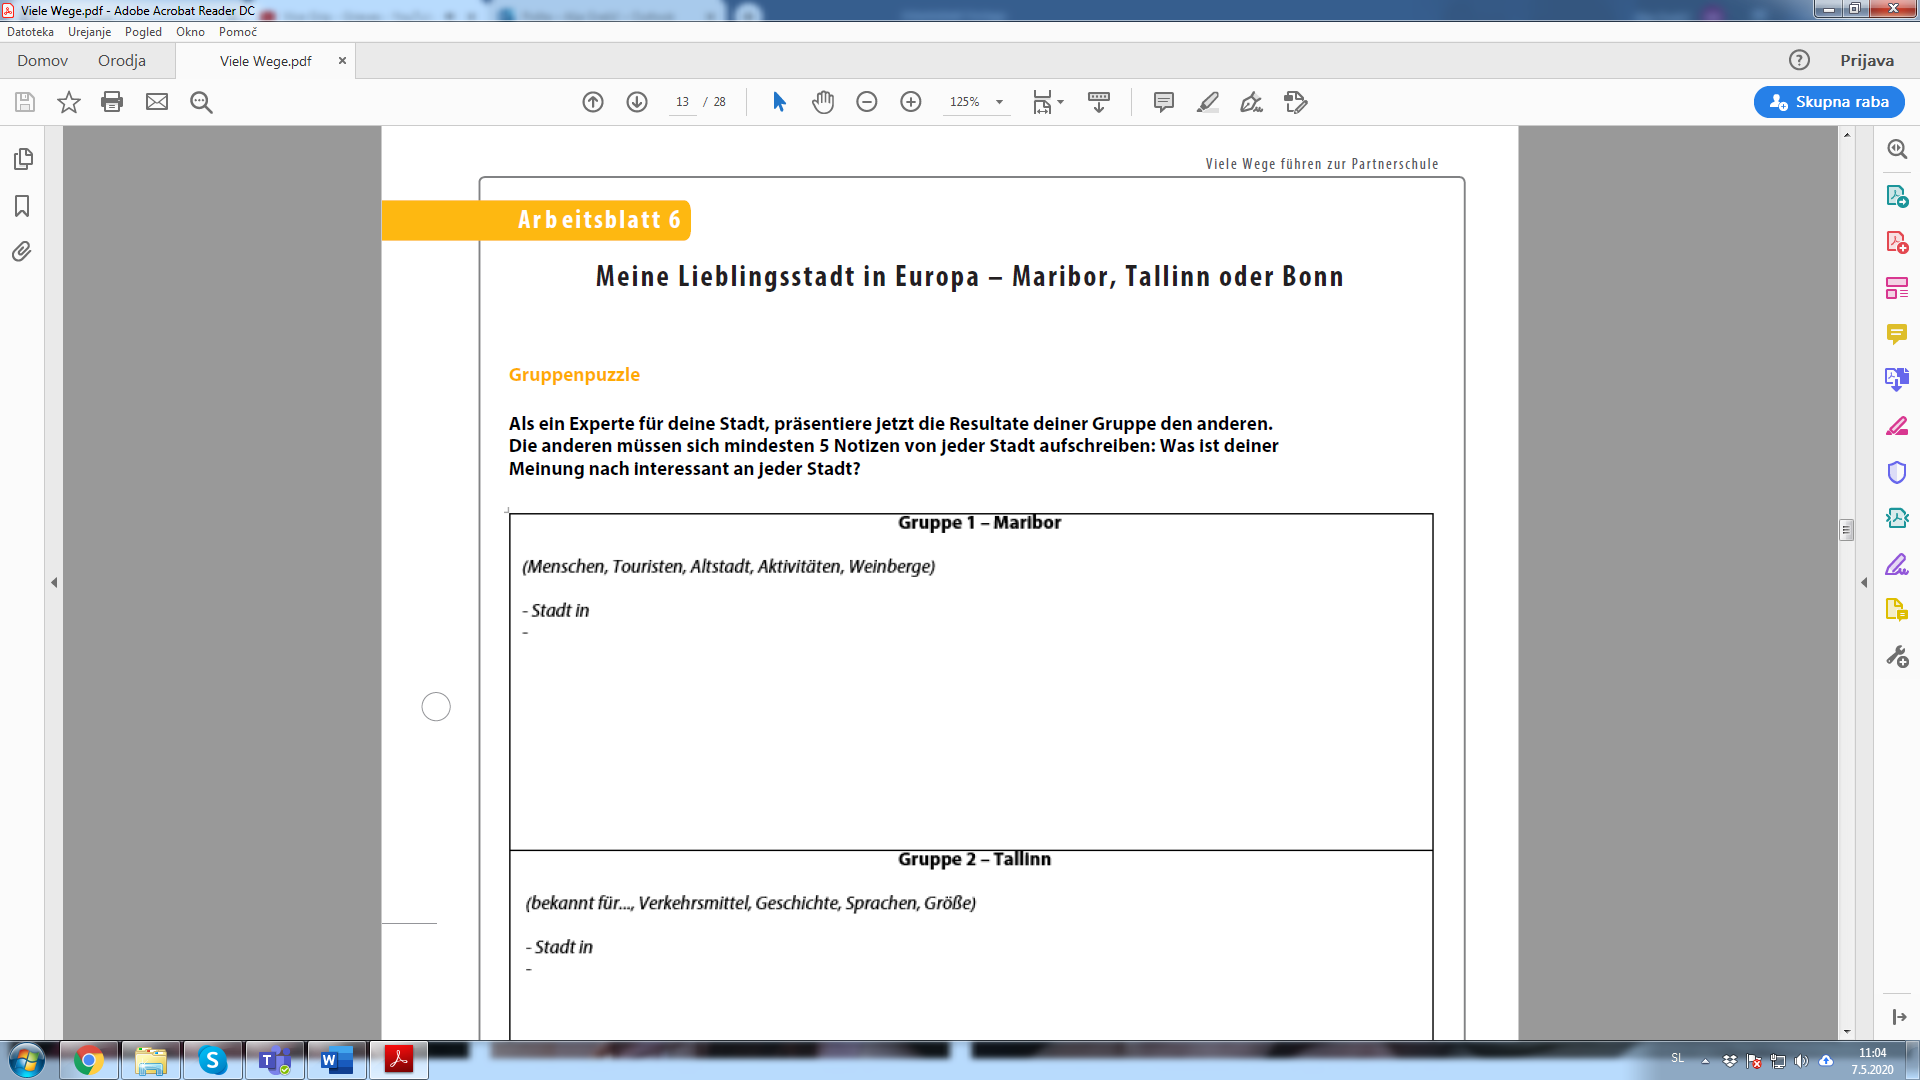 Viele Wege.pdf - Adobe Acrobat Reader DC
Datoteka Urejanje Pogled Okno Pomoč
Domov Orodja Viele Wege.pdf Prijava
13 / 28 125% Skupna raba
Viele Wege führen zur Partnerschule
Arbeitsblatt 6
Meine Lieblingsstadt in Europa – Maribor, Tallinn oder Bonn
Gruppenpuzzle
Als ein Experte für deine Stadt, präsentiere jetzt die Resultate deiner Gruppe den anderen.
Die anderen müssen sich mindesten 5 Notizen von jeder Stadt aufschreiben: Was ist deiner
Meinung nach interessant an jeder Stadt?
Gruppe 1 – Maribor
(Menschen, Touristen, Altstadt, Aktivitäten, Weinberge)
- Stadt in
-
Gruppe 2 – Tallinn
(bekannt für..., Verkehrsmittel, Geschichte, Sprachen, Größe)
- Stadt in
-
SL 11:04
7.5.2020